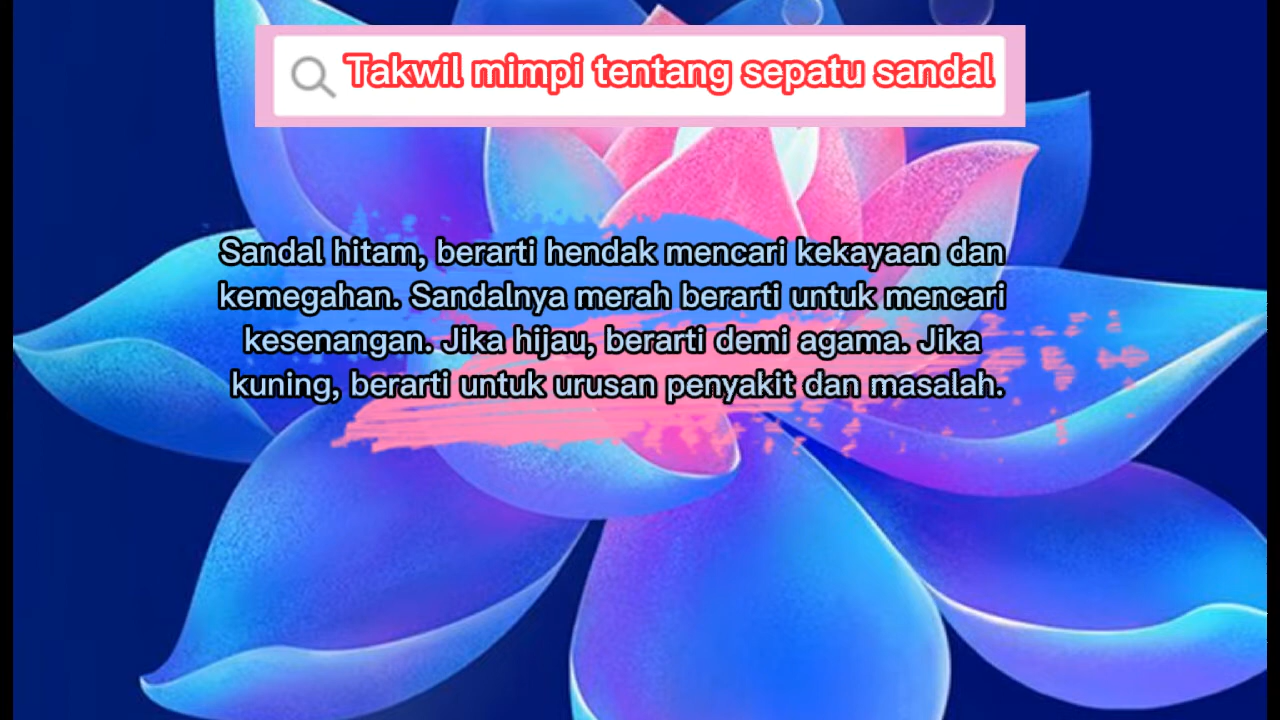 Takwil mimpi tentang sepatu sandal
Sandal hitam, berarti hendak mencari kekayaan dan
kemegahan. Sandalnya merah berarti untuk mencari
kesenangan. Jika hijau, berarti demi agama. Jika
kuning, berarti untuk urusan penyakit dan masalah.